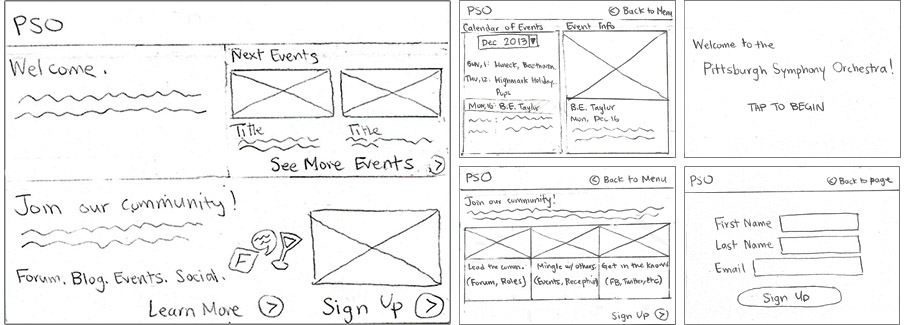 PSO
Welcome.
Next Events
Title
Title
See More Events
Join our community!
F
Forum. Blog. Events. Social.
Learn More
Sign Up
PSO
Back to Menu
Calendar of Events
Event Info
Dec 2013
SUN, 1: Honeck, Beethoven.
THU, 12: Highmark Holiday
Pops
Mon, 16: B.E. Taylor
B.E. Taylor
Mon, Dec 16
Welcome to the
Pittsburgh Symphony Orchestra!
TAP TO BEGIN
PSO
Back to Menu
Join our community!
Lead the comm.
(Forum, Roles)
Mingle w/ others.
(Events, Reception)
Get in the know.
(FB, Twitter, Etc)
Sign Up
PSO
Back to page
First Name
Last Name
Email
Sign Up